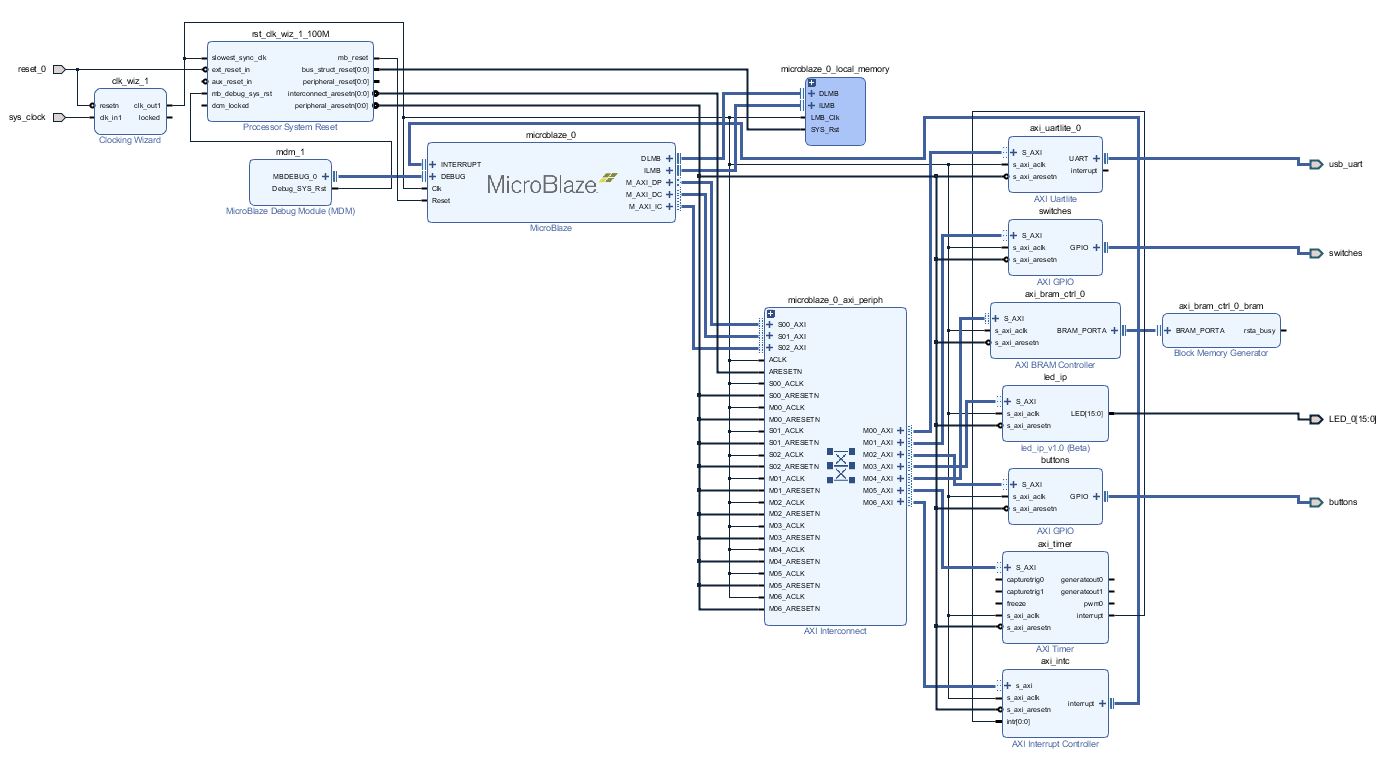 reset_0
sys_clock
clk_wiz_1
resetn
clk_in1
clk_out1
locked
Clocking Wizard
rst_clk_wiz_1_100M
slowest_sync_clk
ext_reset_in
aux_reset_in
mb_debug_sys_rst
dcm_locked
mb_reset
bus_struct_reset[0:0]
peripheral_reset[0:0]
interconnect_aresetn[0:0]
peripheral_aresetn[0:0]
Processor System Reset
mdm_1
MBDEBUG_0
Debug_SYS_Rst
MicroBlaze Debug Module (MDM)
microblaze_0
INTERRUPT
DEBUG
Clk
Reset
MicroBlaze
DLMB
ILMB
M_AXI_DP
M_AXI_DC
M_AXI_IC
MicroBlaze
microblaze_0_local_memory
DLMB
ILMB
LMB_Clk
SYS_Rst
microblaze_0_axi_periph
S00_AXI
S01_AXI
S02_AXI
ACLK
ARESETN
S00_ACLK
S00_ARESETN
M00_ACLK
M00_ARESETN
S01_ACLK
S01_ARESETN
S02_ACLK
S02_ARESETN
M01_ACLK
M01_ARESETN
M02_ACLK
M02_ARESETN
M03_ACLK
M03_ARESETN
M04_ACLK
M04_ARESETN
M05_ACLK
M05_ARESETN
M06_ACLK
M06_ARESETN
M00_AXI
M01_AXI
M02_AXI
M03_AXI
M04_AXI
M05_AXI
M06_AXI
AXI Interconnect
axi_uartlite_0
S_AXI
s_axi_aclk
s_axi_aresetn
UART
interrupt
AXI Uartlite
switches
S_AXI
s_axi_aclk
s_axi_aresetn
GPIO
AXI GPIO
axi_bram_ctrl_0
S_AXI
s_axi_aclk
s_axi_aresetn
BRAM_PORTA
AXI BRAM Controller
axi_bram_ctrl_0_bram
BRAM_PORTA
rsta_busy
Block Memory Generator
led_ip
S_AXI
s_axi_aclk
s_axi_aresetn
LED[15:0]
led_ip_v1.0 (Beta)
buttons
S_AXI
s_axi_aclk
s_axi_aresetn
GPIO
AXI GPIO
axi_timer
S_AXI
capturetrig0
capturetrig1
freeze
s_axi_aclk
s_axi_aresetn
generateout0
generateout1
pwm0
interrupt
AXI Timer
axi_intc
s_axi
s_axi_aclk
s_axi_aresetn
intr[0:0]
interrupt
AXI Interrupt Controller
usb_uart
switches
LED_0[15:0]
buttons